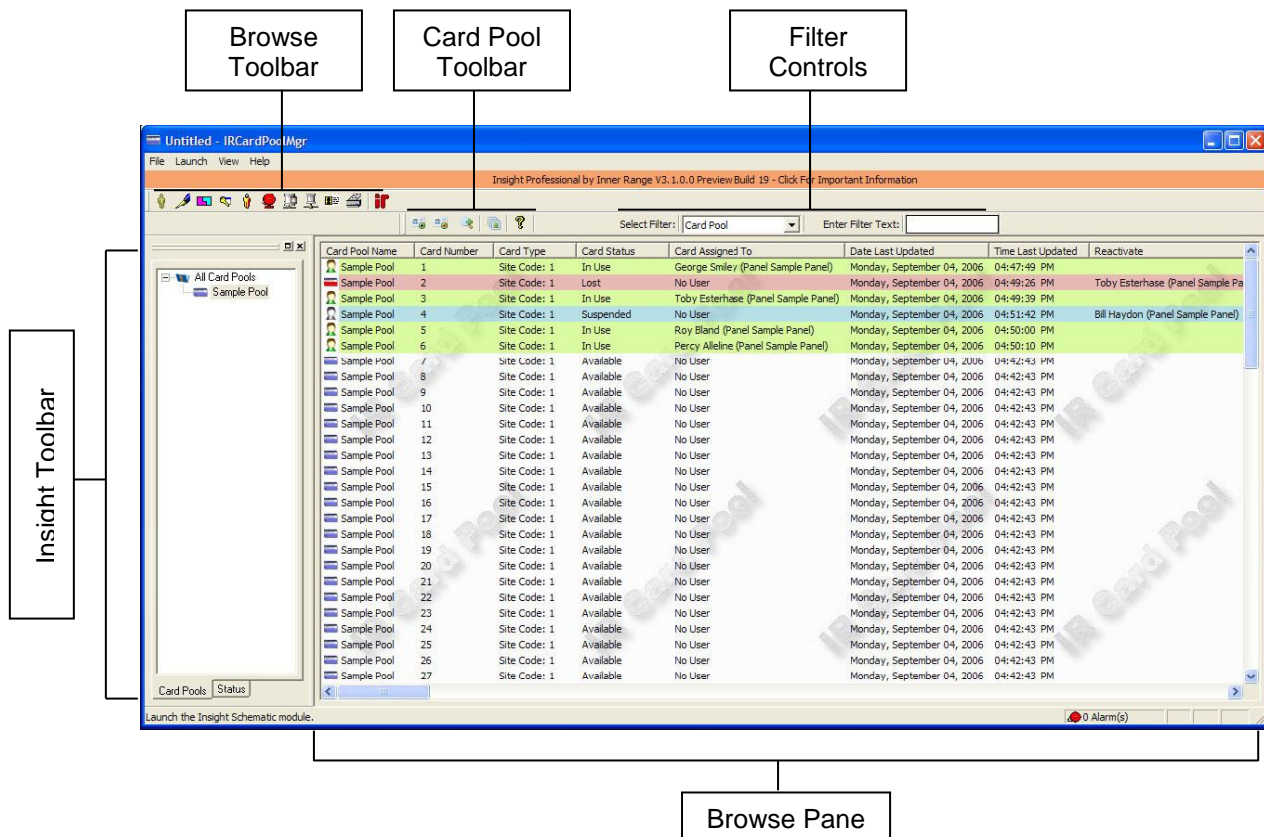 Browse
Toolbar
Card Pool
Toolbar
Filter
Controls
Untitled - IRCardPoolMgr
File Launch View Help
Insight Professional by Inner Range V3.1.0.0 Preview Build 19 - Click For Important Information
Select Filter: Card Pool Enter Filter Text:
Insight Toolbar
All Card Pools
Sample Pool
Card Pools Status
Card Pool Name Card Number Card Type Card Status Card Assigned To Date Last Updated Time Last Updated Reactivate
Sample Pool 1 Site Code: 1 In Use George Smiley (Panel Sample Panel) Monday, September 04, 2006 04:47:49 PM
Sample Pool 2 Site Code: 1 Lost No User Monday, September 04, 2006 04:49:26 PM Toby Esterhase (Panel Sample Pa
Sample Pool 3 Site Code: 1 In Use Toby Esterhase (Panel Sample Panel) Monday, September 04, 2006 04:49:39 PM
Sample Pool 4 Site Code: 1 Suspended No User Monday, September 04, 2006 04:51:42 PM Bill Haydon (Panel Sample Panel)
Sample Pool 5 Site Code: 1 In Use Roy Bland (Panel Sample Panel) Monday, September 04, 2006 04:50:00 PM
Sample Pool 6 Site Code: 1 In Use Percy Alleline (Panel Sample Panel) Monday, September 04, 2006 04:50:10 PM
Sample Pool 7 Site Code: 1 Available No User Monday, September 04, 2006 04:42:43 PM
Sample Pool 8 Site Code: 1 Available No User Monday, September 04, 2006 04:42:43 PM
Sample Pool 9 Site Code: 1 Available No User Monday, September 04, 2006 04:42:43 PM
Sample Pool 10 Site Code: 1 Available No User Monday, September 04, 2006 04:42:43 PM
Sample Pool 11 Site Code: 1 Available No User Monday, September 04, 2006 04:42:43 PM
Sample Pool 12 Site Code: 1 Available No User Monday, September 04, 2006 04:42:43 PM
Sample Pool 13 Site Code: 1 Available No User Monday, September 04, 2006 04:42:43 PM
Sample Pool 14 Site Code: 1 Available No User Monday, September 04, 2006 04:42:43 PM
Sample Pool 15 Site Code: 1 Available No User Monday, September 04, 2006 04:42:43 PM
Sample Pool 16 Site Code: 1 Available No User Monday, September 04, 2006 04:42:43 PM
Sample Pool 17 Site Code: 1 Available No User Monday, September 04, 2006 04:42:43 PM
Sample Pool 18 Site Code: 1 Available No User Monday, September 04, 2006 04:42:43 PM
Sample Pool 19 Site Code: 1 Available No User Monday, September 04, 2006 04:42:43 PM
Sample Pool 20 Site Code: 1 Available No User Monday, September 04, 2006 04:42:43 PM
Sample Pool 21 Site Code: 1 Available No User Monday, September 04, 2006 04:42:43 PM
Sample Pool 22 Site Code: 1 Available No User Monday, September 04, 2006 04:42:43 PM
Sample Pool 23 Site Code: 1 Available No User Monday, September 04, 2006 04:42:43 PM
Sample Pool 24 Site Code: 1 Available No User Monday, September 04, 2006 04:42:43 PM
Sample Pool 25 Site Code: 1 Available No User Monday, September 04, 2006 04:42:43 PM
Sample Pool 26 Site Code: 1 Available No User Monday, September 04, 2006 04:42:43 PM
Sample Pool 27 Site Code: 1 Available No User Monday, September 04, 2006 04:42:43 PM
IR Card Pool
IR Card Pool
IR Card Pool
IR Card Pool
IR Card Pool
IR Card Pool
Launch the Insight Schematic module.
0 Alarm(s)
Browse Pane